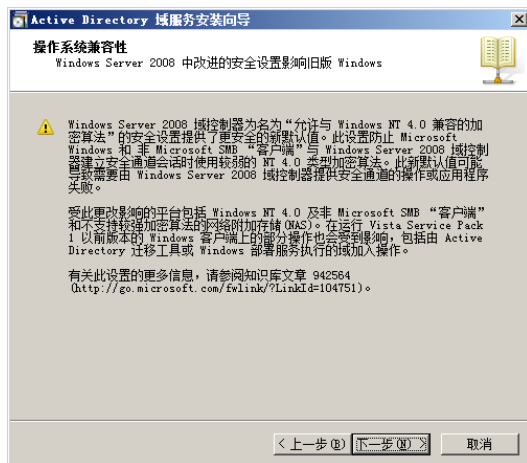 Active Directory 域服务安装向导
操作系统兼容性
Windows Server 2008 中改进的安全设置影响旧版 Windows
Windows Server 2008 域控制器为名为“允许与 Windows NT 4.0 兼容的加
密算法”的安全设置提供了更安全的新默认值。此设置防止 Microsoft
Windows 和 非 Microsoft SMB “客户端”与 Windows Server 2008 域控制
器建立安全通道会话时使用较弱的 NT 4.0 类型加密算法。此新默认值可能
导致需要由 Windows Server 2008 域控制器提供安全通道的操作或应用程序
失败。
受此更改影响的平台包括 Windows NT 4.0 及非 Microsoft SMB “客户端”
和不支持较强加密算法的网络附加存储(NAS)。在运行 Vista Service Pack
1 以前版本的 Windows 客户端上的部分操作也会受到影响，包括由 Active
Directory 迁移工具或 Windows 部署服务执行的域加入操作。
有关此设置的更多信息，请参阅知识库文章 942564
(http://go.microsoft.com/fwlink/?LinkId=104751)。
< 上一步(B) 下一步(N) > 取消